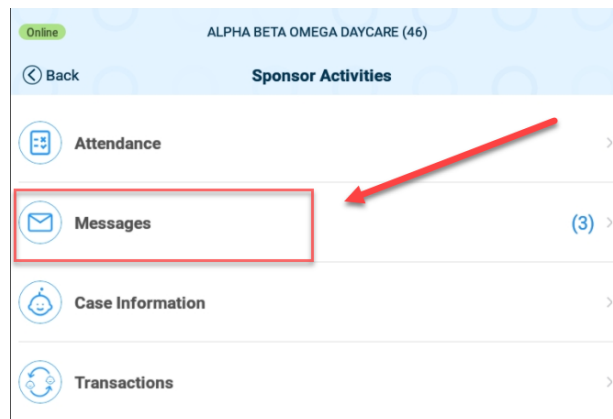 Online
ALPHA BETA OMEGA DAYCARE (46)
Back
Sponsor Activities
Attendance
Messages
(3)
Case Information
Transactions